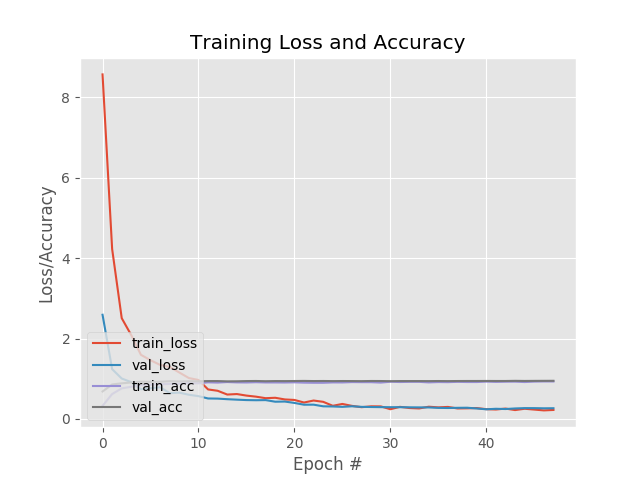 Training Loss and Accuracy
Loss/Accuracy
8
6
4
2
0
train_loss
val_loss
train_acc
val_acc
0
10
20
30
40
Epoch #